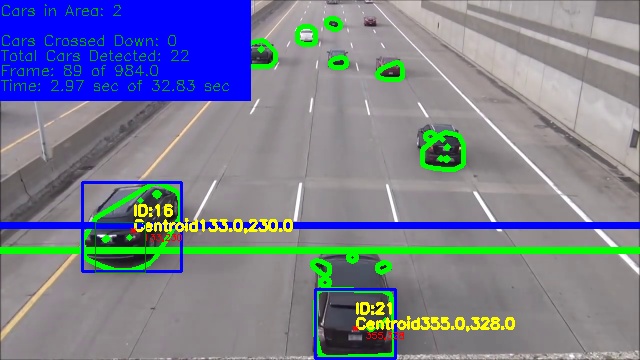 Cars in Area: 2
Cars Crossed Down: 0
Total Cars Detected: 22
Frame: 89 of 984.0
Time: 2.97 sec of 32.83 sec
ID:16
Centroid133.0,230.0
ID:21
Centroid355.0,328.0